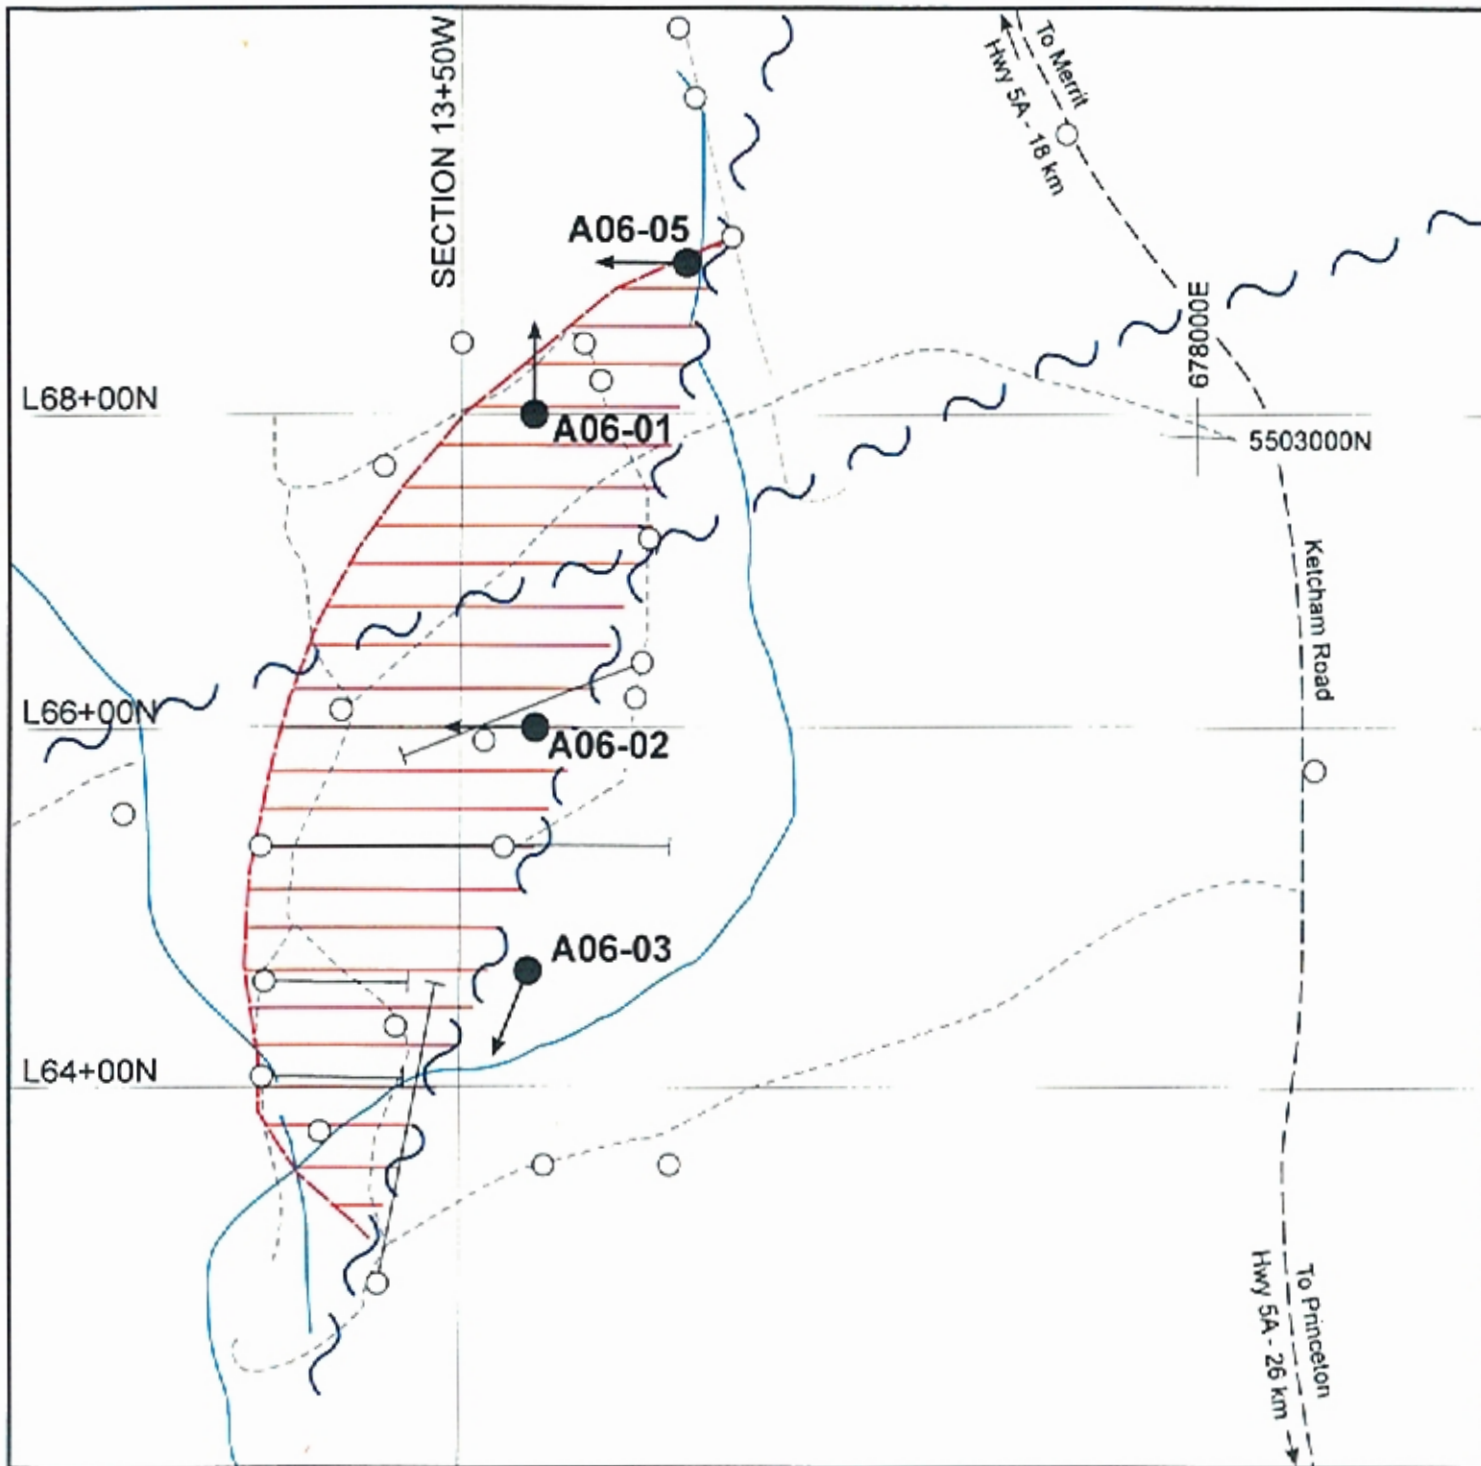 SECTION 13+50W
To Merrit
Hwy 5A - 18 km
A06-05
678000E
L68+00N
A06-01
5503000N
Ketcham Road
L66+00N
A06-02
A06-03
L64+00N
To Princeton
Hwy 5A - 26 km